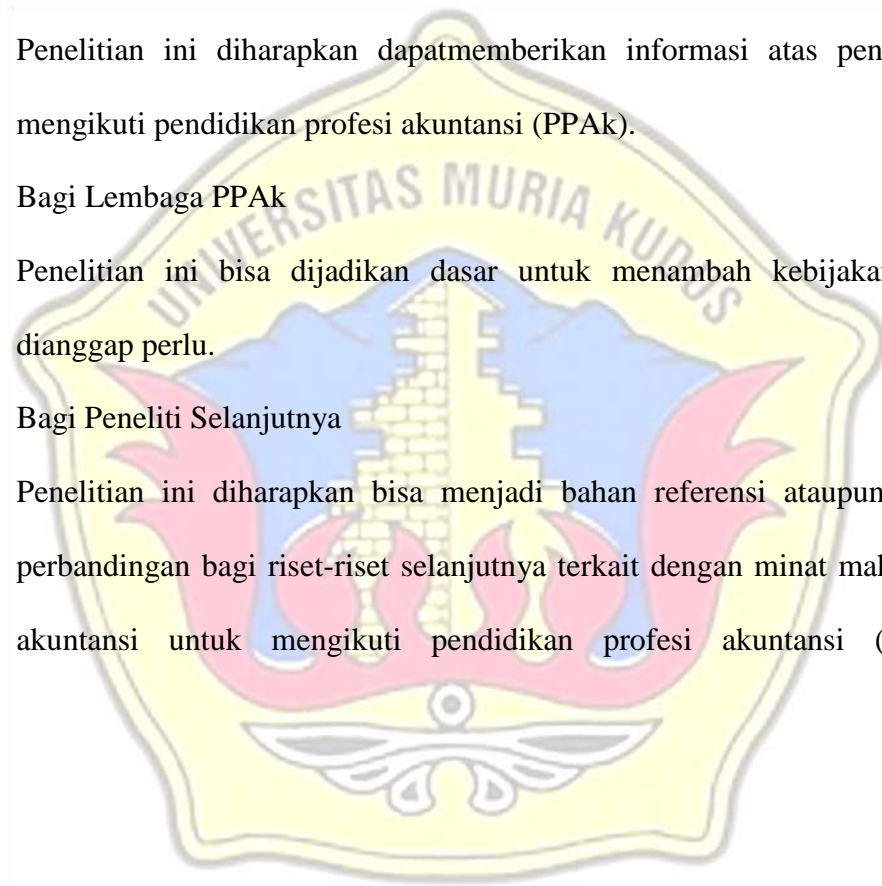 Penelitian ini diharapkan dapatmemberikan informasi atas pen
mengikuti pendidikan profesi akuntansi (PPAk).
UNIVERSITAS MURIA KUDUS
Bagi Lembaga PPAk
Penelitian ini bisa dijadikan dasar untuk menambah kebijakan
dianggap perlu.
Bagi Peneliti Selanjutnya
Penelitian ini diharapkan bisa menjadi bahan referensi ataupun
perbandingan bagi riset-riset selanjutnya terkait dengan minat mah
akuntansi untuk mengikuti pendidikan profesi akuntansi (